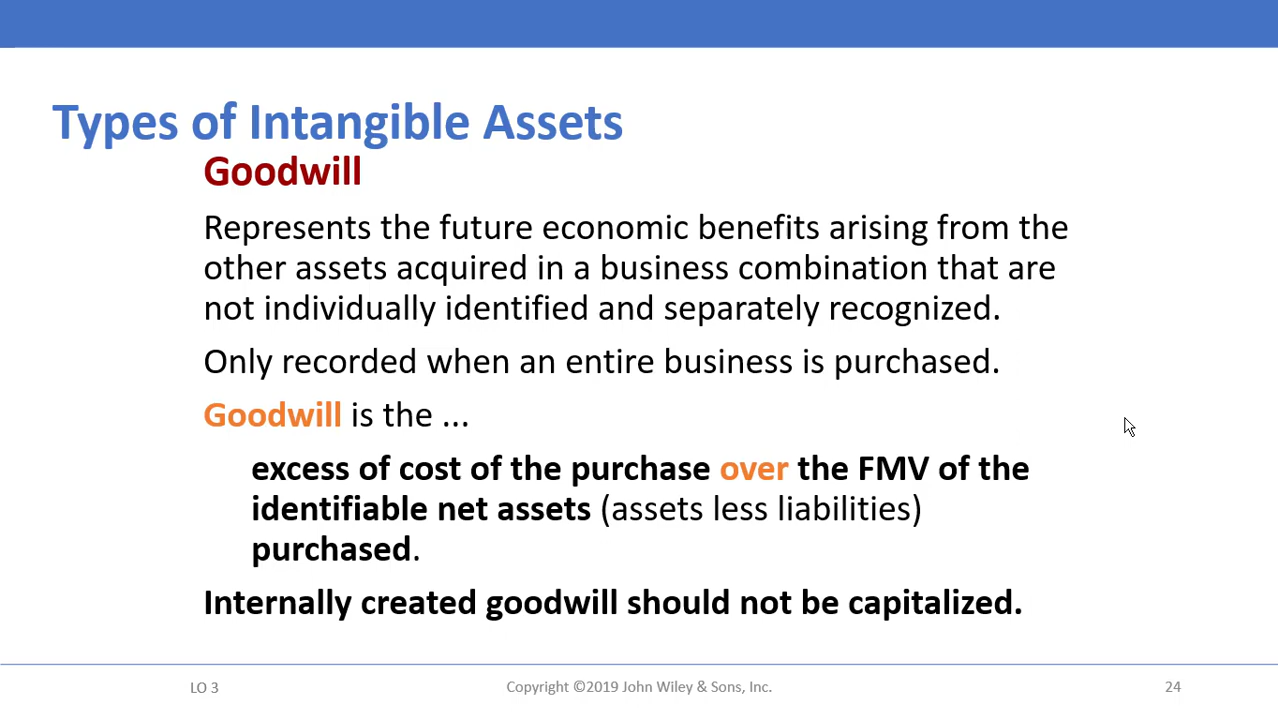 Types of Intangible Assets
Goodwill
Represents the future economic benefits arising from the
other assets acquired in a business combination that are
not individually identified and separately recognized.
Only recorded when an entire business is purchased.
Goodwill is the ...
excess of cost of the purchase over the FMV of the
identifiable net assets (assets less liabilities)
purchased.
Internally created goodwill should not be capitalized.
LO 3
Copyright ©2019 John Wiley & Sons, Inc.
24